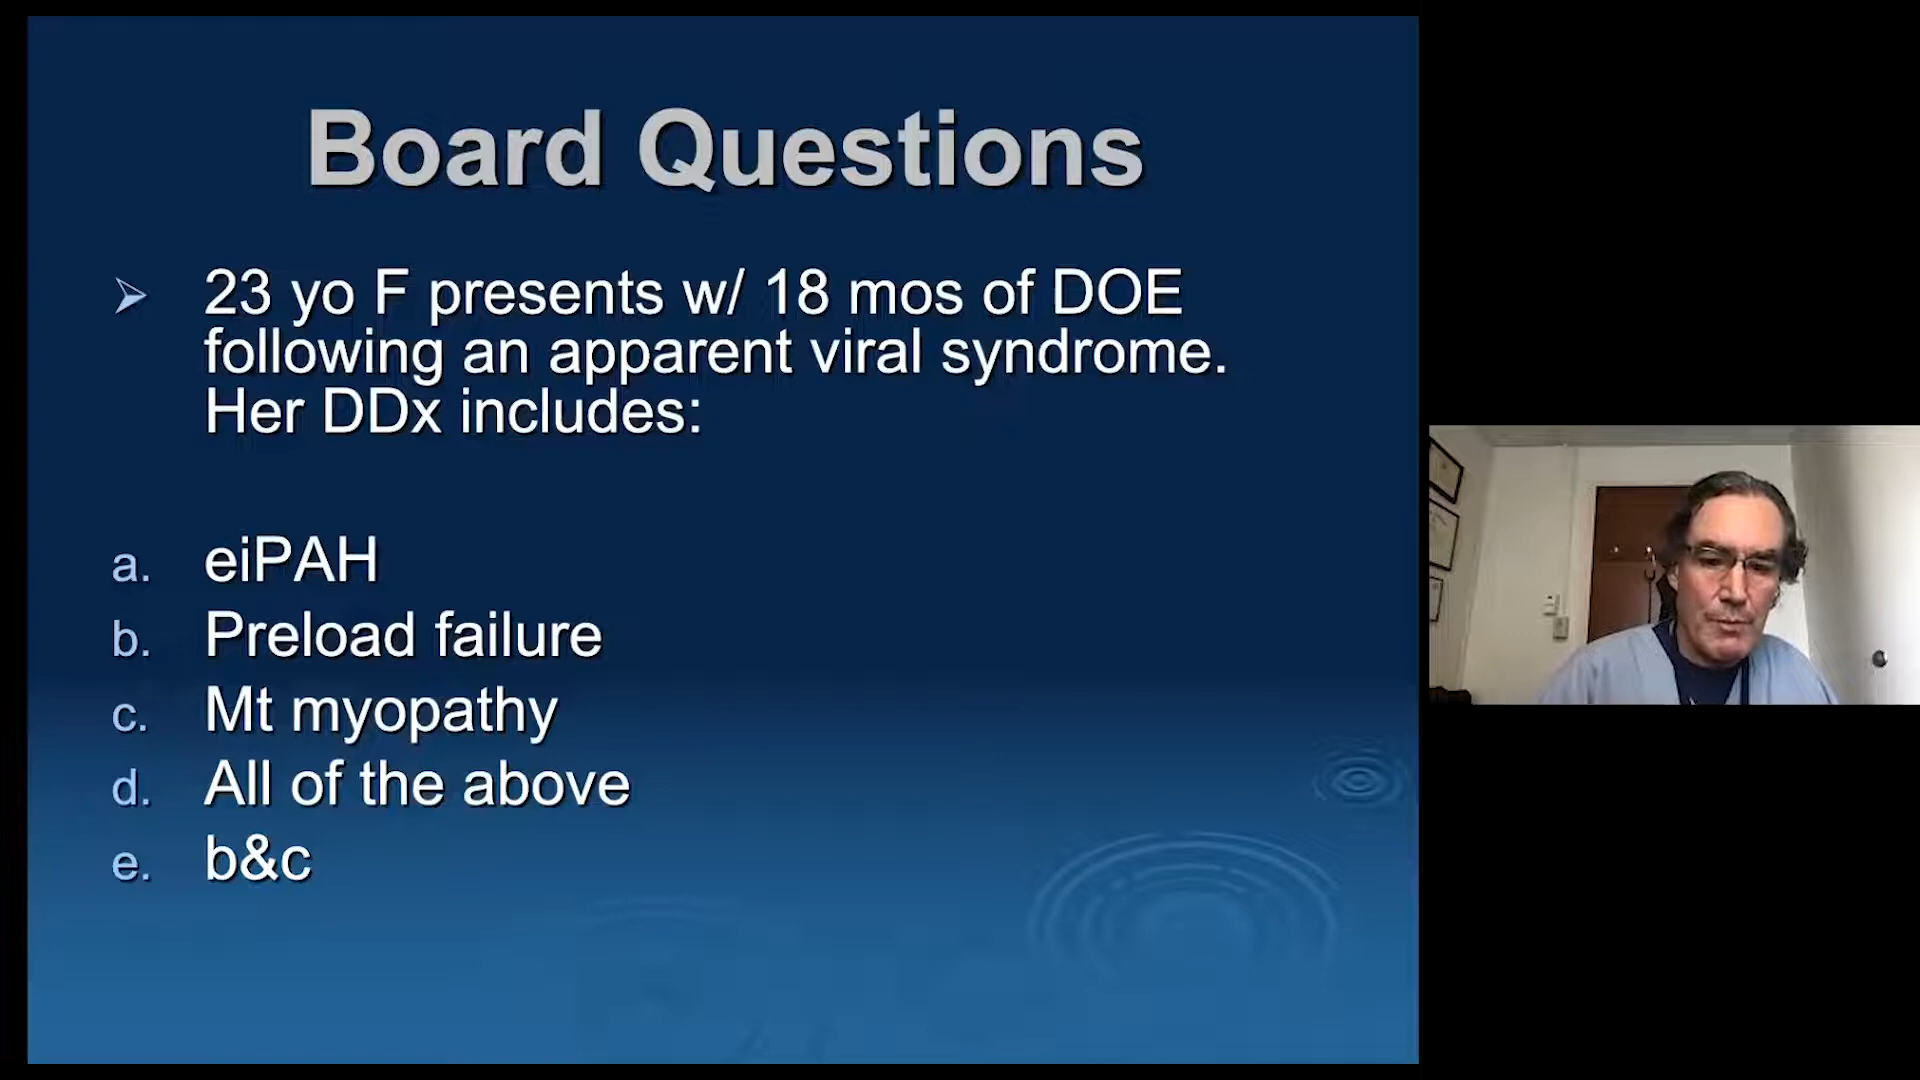 Board Questions
23 yo F presents w/ 18 mos of DOE
following an apparent viral syndrome.
Her DDx includes:
a. eiPAH
b. Preload failure
c. Mt myopathy
d. All of the above
e. b&c